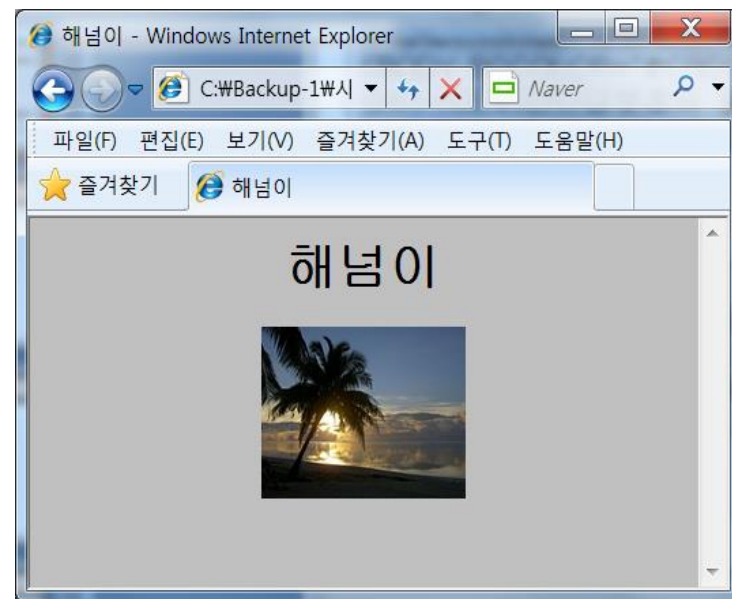 해넘이 - Windows Internet Explorer
C:₩Backup-1₩시 Naver
파일(F) 편집(E) 보기(V) 즐겨찾기(A) 도구(T) 도움말(H)
즐겨찾기 해넘이
해넘이